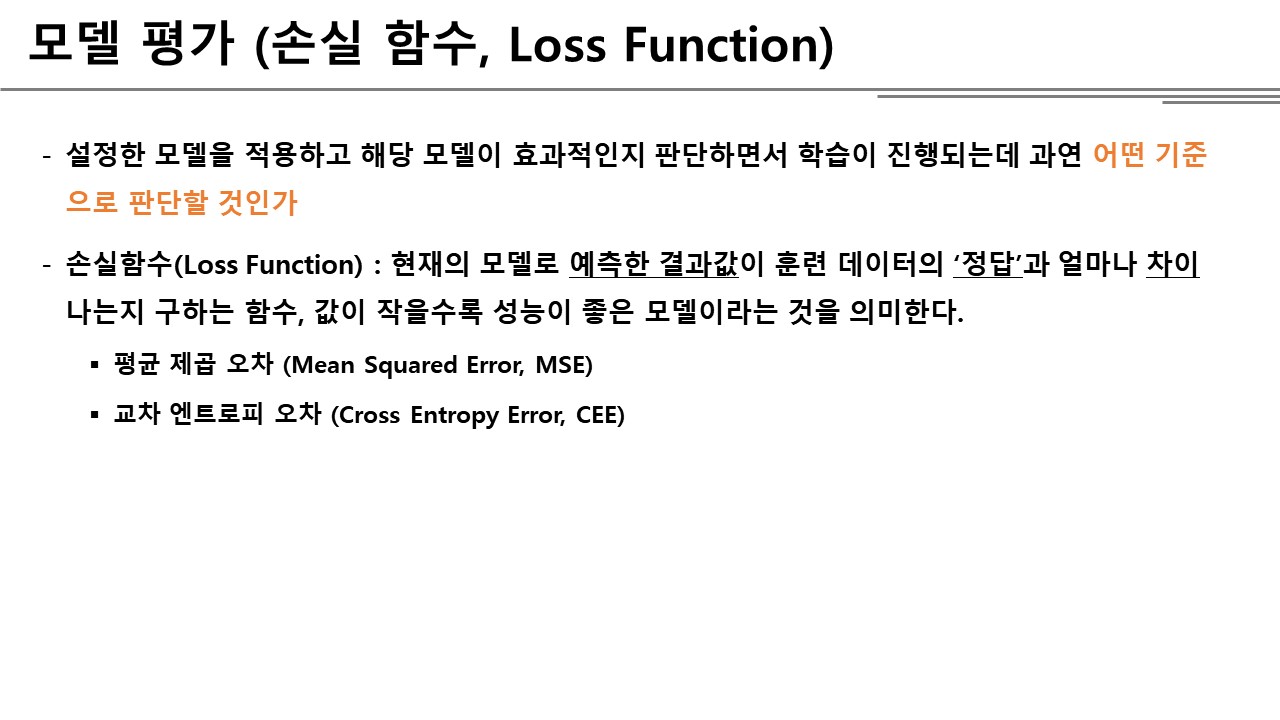 모델 평가 (손실 함수, Loss Function)
- 설정한 모델을 적용하고 해당 모델이 효과적인지 판단하면서 학습이 진행되는데 과연 어떤 기준
으로 판단할 것인가
- 손실함수(Loss Function) : 현재의 모델로 예측한 결과값이 훈련 데이터의 ‘정답’과 얼마나 차이
나는지 구하는 함수, 값이 작을수록 성능이 좋은 모델이라는 것을 의미한다.
▪ 평균 제곱 오차 (Mean Squared Error, MSE)
▪ 교차 엔트로피 오차 (Cross Entropy Error, CEE)